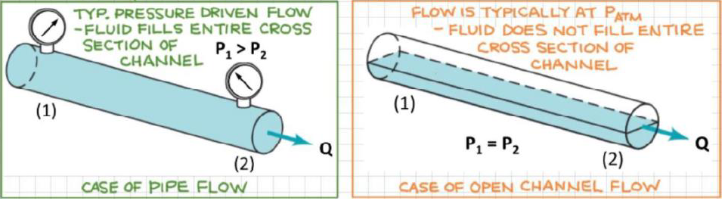 TYP. PRESSURE DRIVEN FLOW
-FLUID FILLS ENTIRE CROSS
SECTION OF
CHANNEL
P₁ > P₂
(1)
(2)
Q
CASE OF PIPE FLOW
FLOW IS TYPICALLY AT PATM
- FLUID DOES NOT FILL ENTIRE
CROSS SECTION OF
CHANNEL
(1)
P₁ = P₂
(2)
Q
CASE OF OPEN CHANNEL FLOW